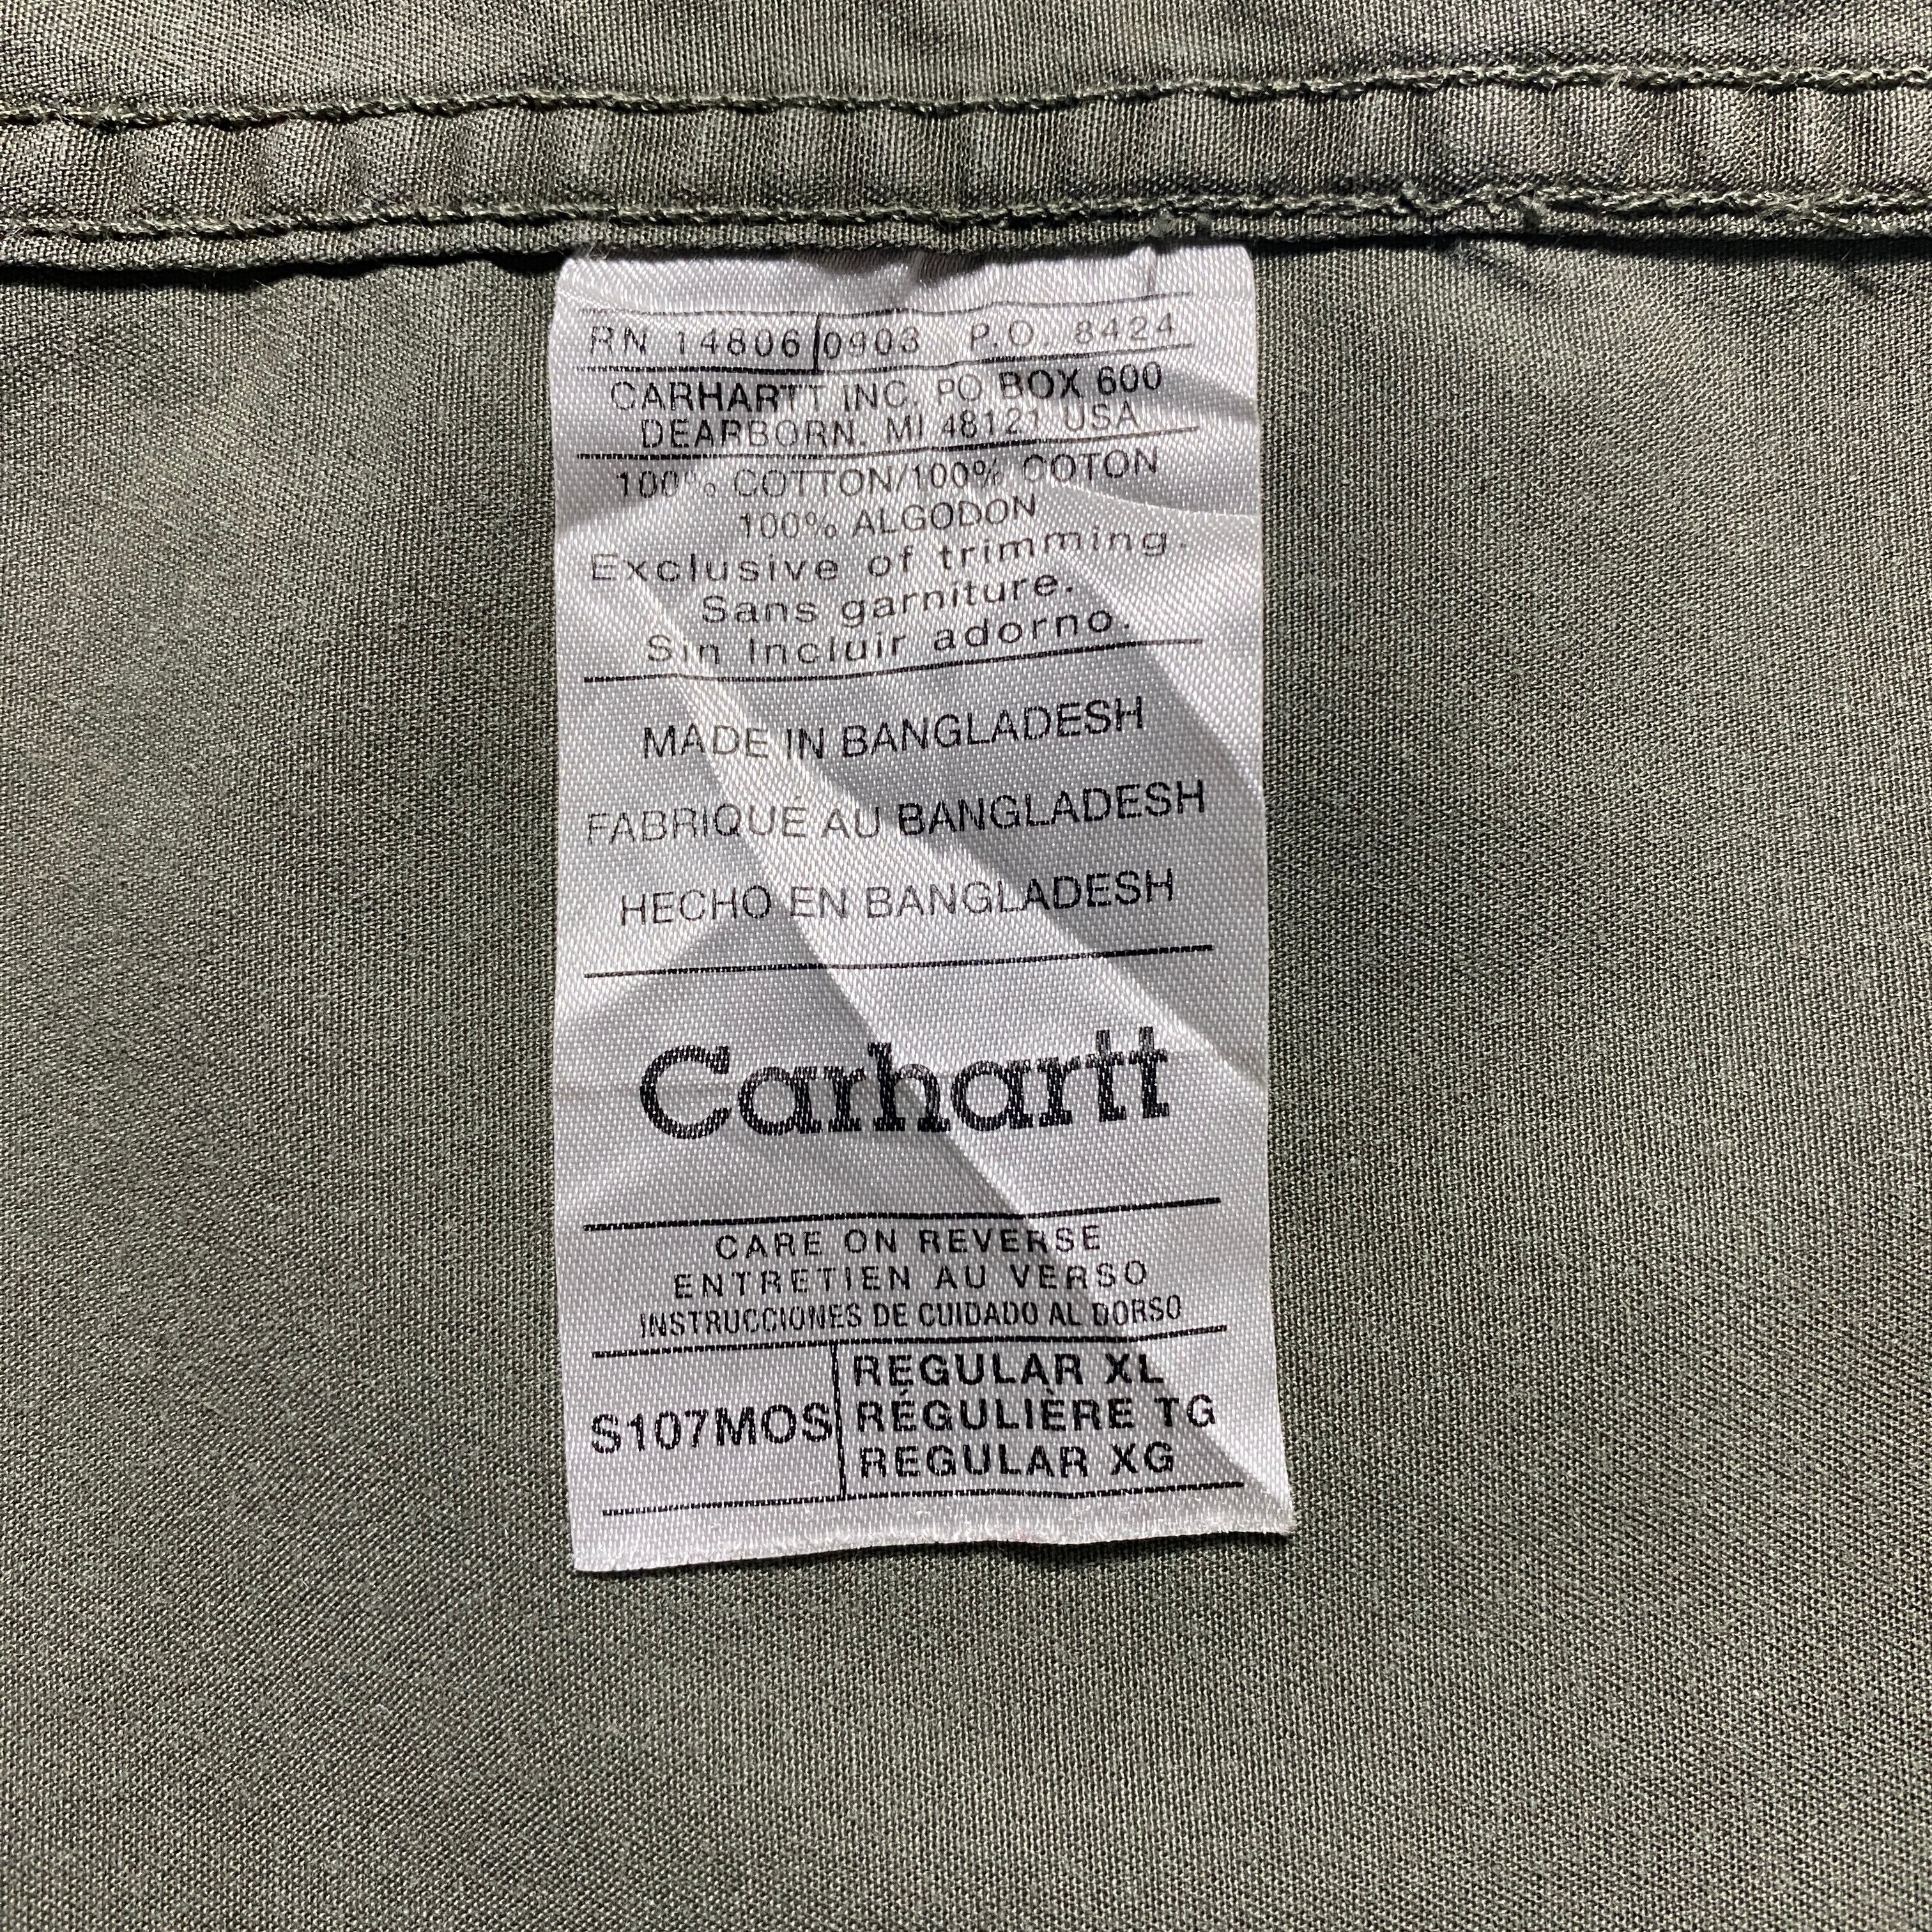 RN 14806 0903 P.O. 8424
CARHARTT INC. PO BOX 600
DEARBORN, MI 48121 USA
100% COTTON/100% COTON
100% ALGODON
Exclusive of trimming.
Sans garniture.
Sin Incluir adorno.
MADE IN BANGLADESH
FABRIQUE AU BANGLADESH
HECHO EN BANGLADESH
Carhartt
CARE ON REVERSE
ENTRETIEN AU VERSO
INSTRUCCIONES DE CUIDADO AL DORSO
S107MOS
REGULAR XL
RÉGULIÈRE TG
REGULAR XG